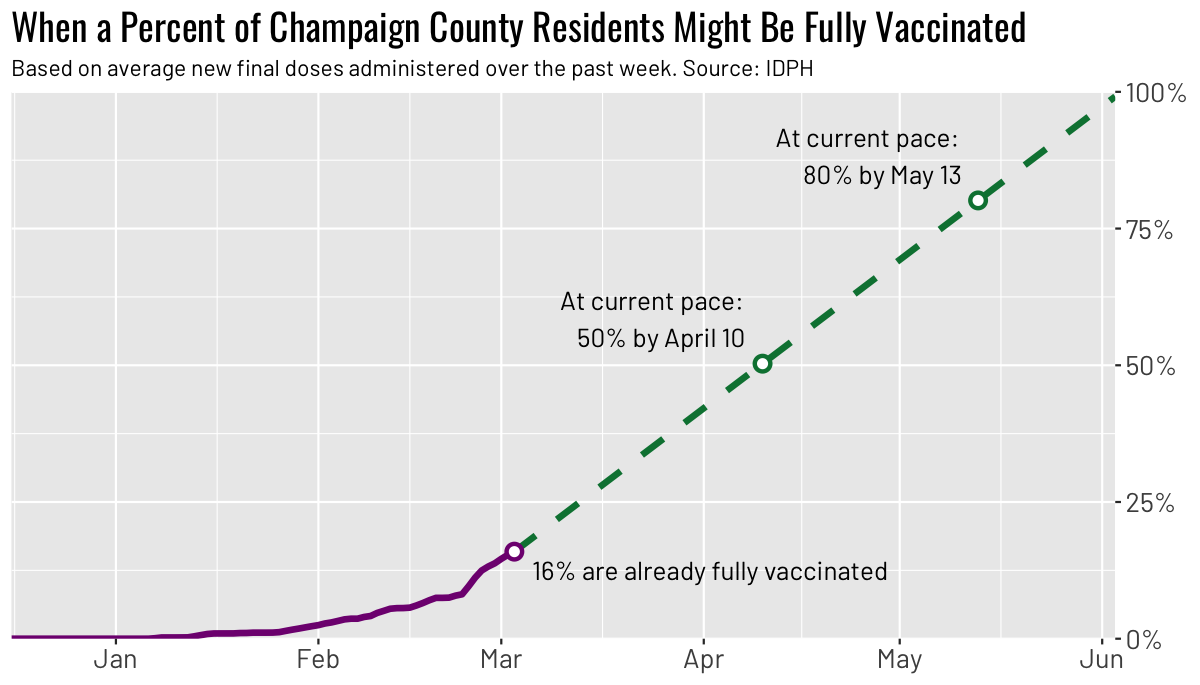 When a Percent of Champaign County Residents Might Be Fully Vaccinated
Based on average new final doses administered over the past week. Source: IDPH
100%
At current pace:
80% by May 13
75%
At current pace:
50% by April 10
50%
25%
16% are already fully vaccinated
0%
Jan Feb Mar Apr May Jun